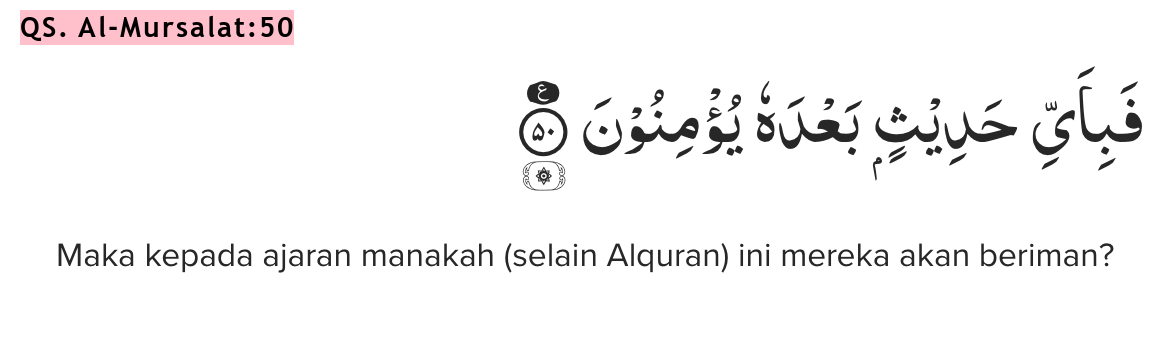 QS. Al-Mursalat:50
فَبِاَيِّ حَدِيْثٍۢ بَعْدَهٗ يُؤْمِنُوْنَ ࣖ ۝٥٠ ۞
Maka kepada ajaran manakah (selain Alquran) ini mereka akan beriman?